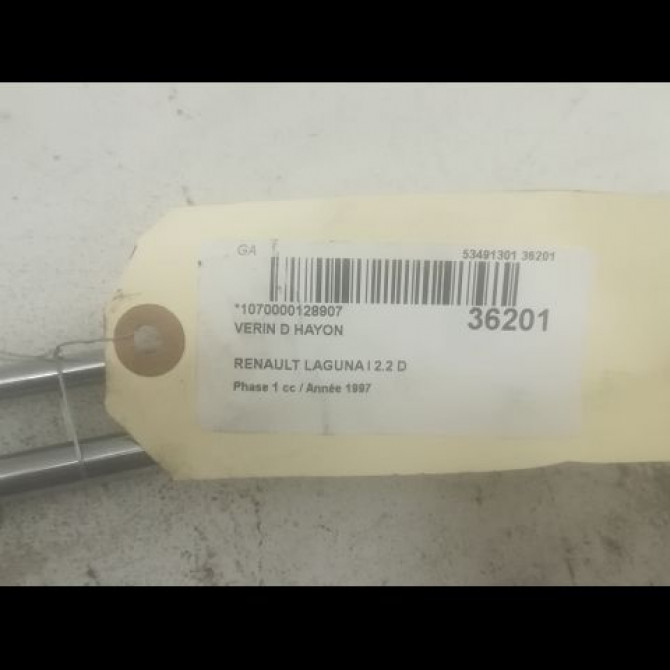 GA 53491301 36201
*1070000128907
36201
VERIN D HAYON
RENAULT LAGUNA I 2.2 D
Phase 1 cc / Année 1997